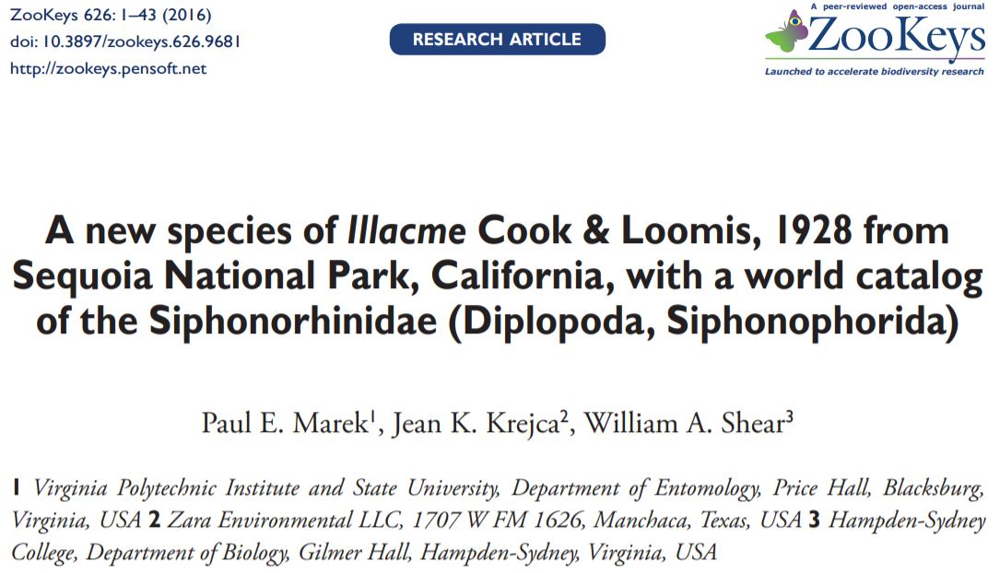 ZooKeys 626: 1–43 (2016)
doi: 10.3897/zookeys.626.9681
http://zookeys.pensoft.net
RESEARCH ARTICLE
A peer-reviewed open-access journal
ZooKeys
Launched to accelerate biodiversity research
A new species of Illacme Cook & Loomis, 1928 from
Sequoia National Park, California, with a world catalog
of the Siphonorhinidae (Diplopoda, Siphonophorida)
Paul E. Marek¹, Jean K. Krejca², William A. Shear³
1 Virginia Polytechnic Institute and State University, Department of Entomology, Price Hall, Blacksburg,
Virginia, USA 2 Zara Environmental LLC, 1707 W FM 1626, Manchaca, Texas, USA 3 Hampden-Sydney
College, Department of Biology, Gilmer Hall, Hampden-Sydney, Virginia, USA